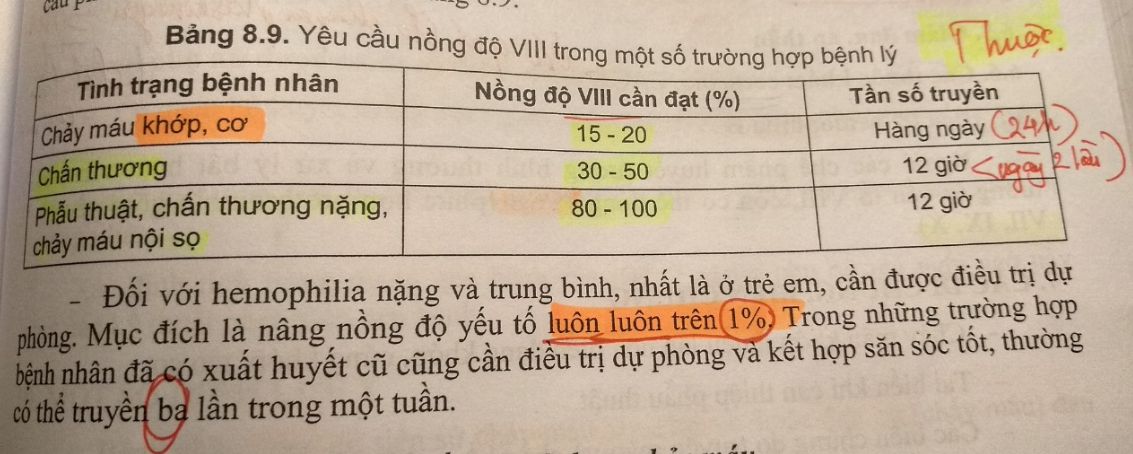 Bảng 8.9. Yêu cầu nồng độ VIII trong một số trường hợp bệnh lý
Thuộc.
Tình trạng bệnh nhân | Nồng độ VIII cần đạt (%) | Tần số truyền
Chảy máu khớp, cơ | 15 - 20 | Hàng ngày (24h)
Chấn thương | 30 - 50 | 12 giờ (ngày 2 lần)
Phẫu thuật, chấn thương nặng, | 80 - 100 | 12 giờ
chảy máu nội sọ
- Đối với hemophilia nặng và trung bình, nhất là ở trẻ em, cần được điều trị dự
phòng. Mục đích là nâng nồng độ yếu tố luôn luôn trên 1%. Trong những trường hợp
bệnh nhân đã có xuất huyết cũ cũng cần điều trị dự phòng và kết hợp săn sóc tốt, thường
có thể truyền ba lần trong một tuần.